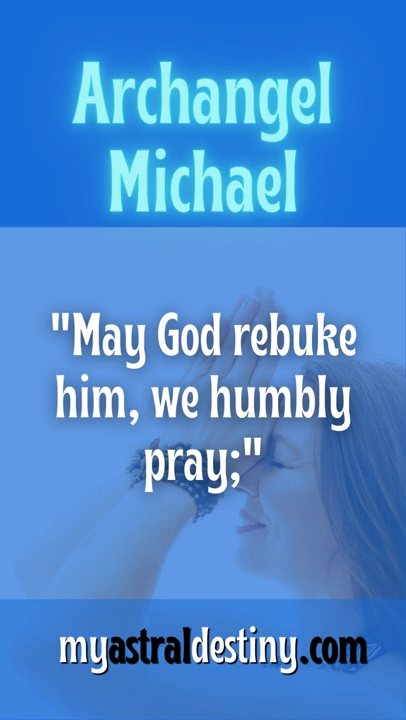 Archangel
Michael
"May God rebuke
him, we humbly
pray;"
myastraldestiny.com